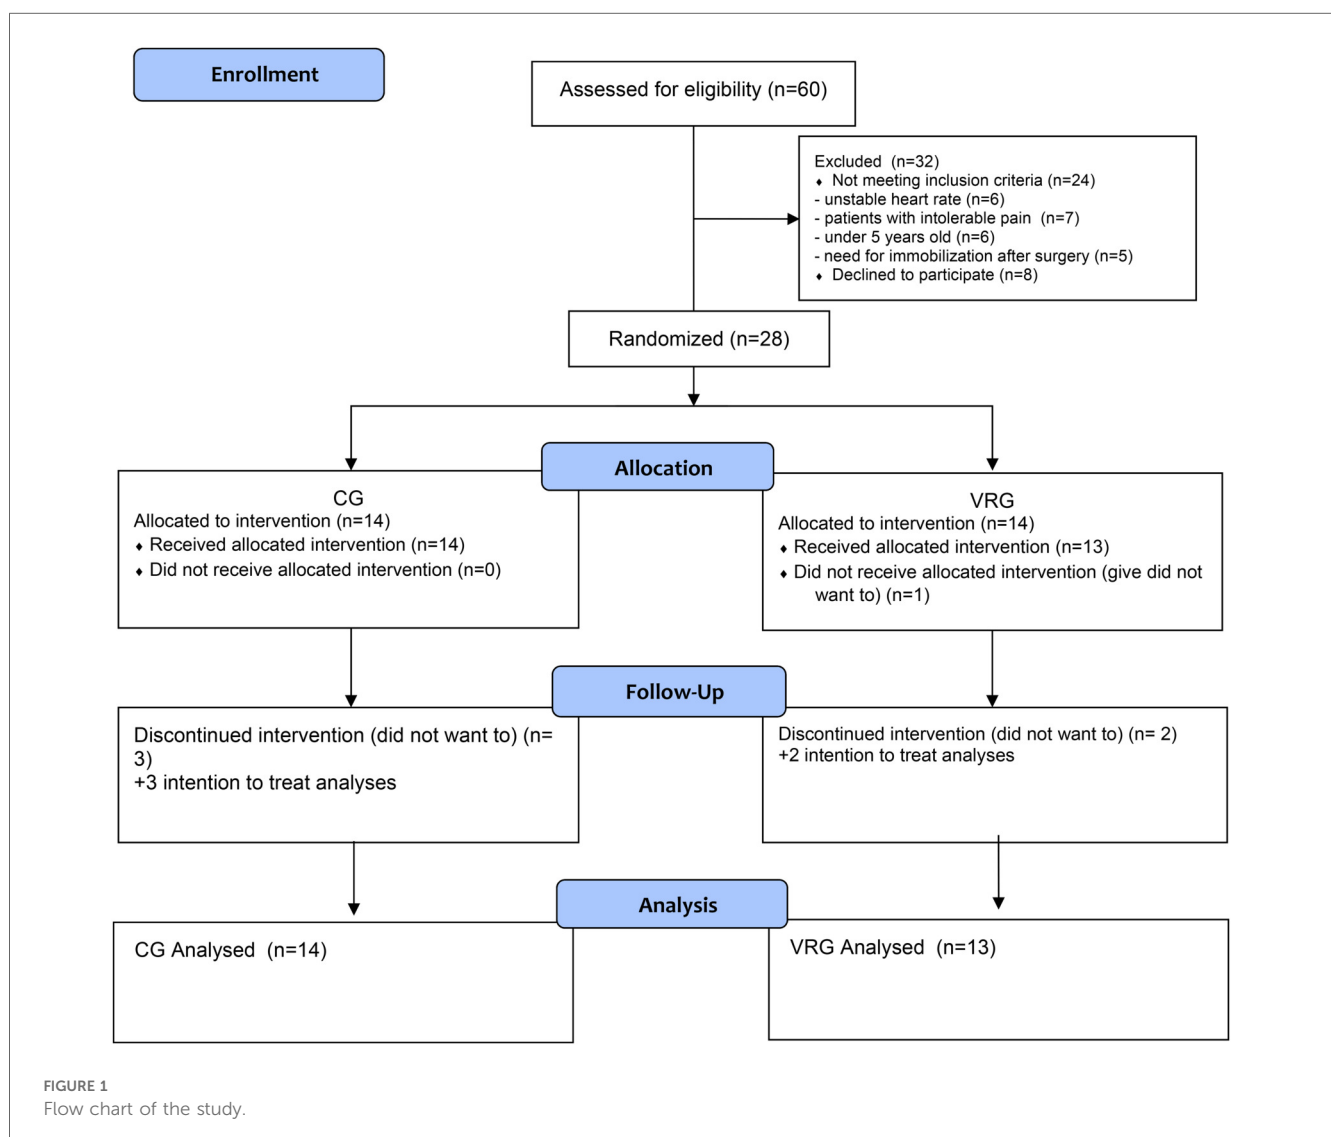 Enrollment
Assessed for eligibility (n=60)
Excluded (n=32)
♦ Not meeting inclusion criteria (n=24)
- unstable heart rate (n=6)
- patients with intolerable pain (n=7)
- under 5 years old (n=6)
- need for immobilization after surgery (n=5)
♦ Declined to participate (n=8)
Randomized (n=28)
Allocation
CG
Allocated to intervention (n=14)
♦ Received allocated intervention (n=14)
♦ Did not receive allocated intervention (n=0)
VRG
Allocated to intervention (n=14)
♦ Received allocated intervention (n=13)
♦ Did not receive allocated intervention (give did not
want to) (n=1)
Follow-Up
Discontinued intervention (did not want to) (n=
3)
+3 intention to treat analyses
Discontinued intervention (did not want to) (n= 2)
+2 intention to treat analyses
Analysis
CG Analysed (n=14)
VRG Analysed (n=13)
FIGURE 1
Flow chart of the study.